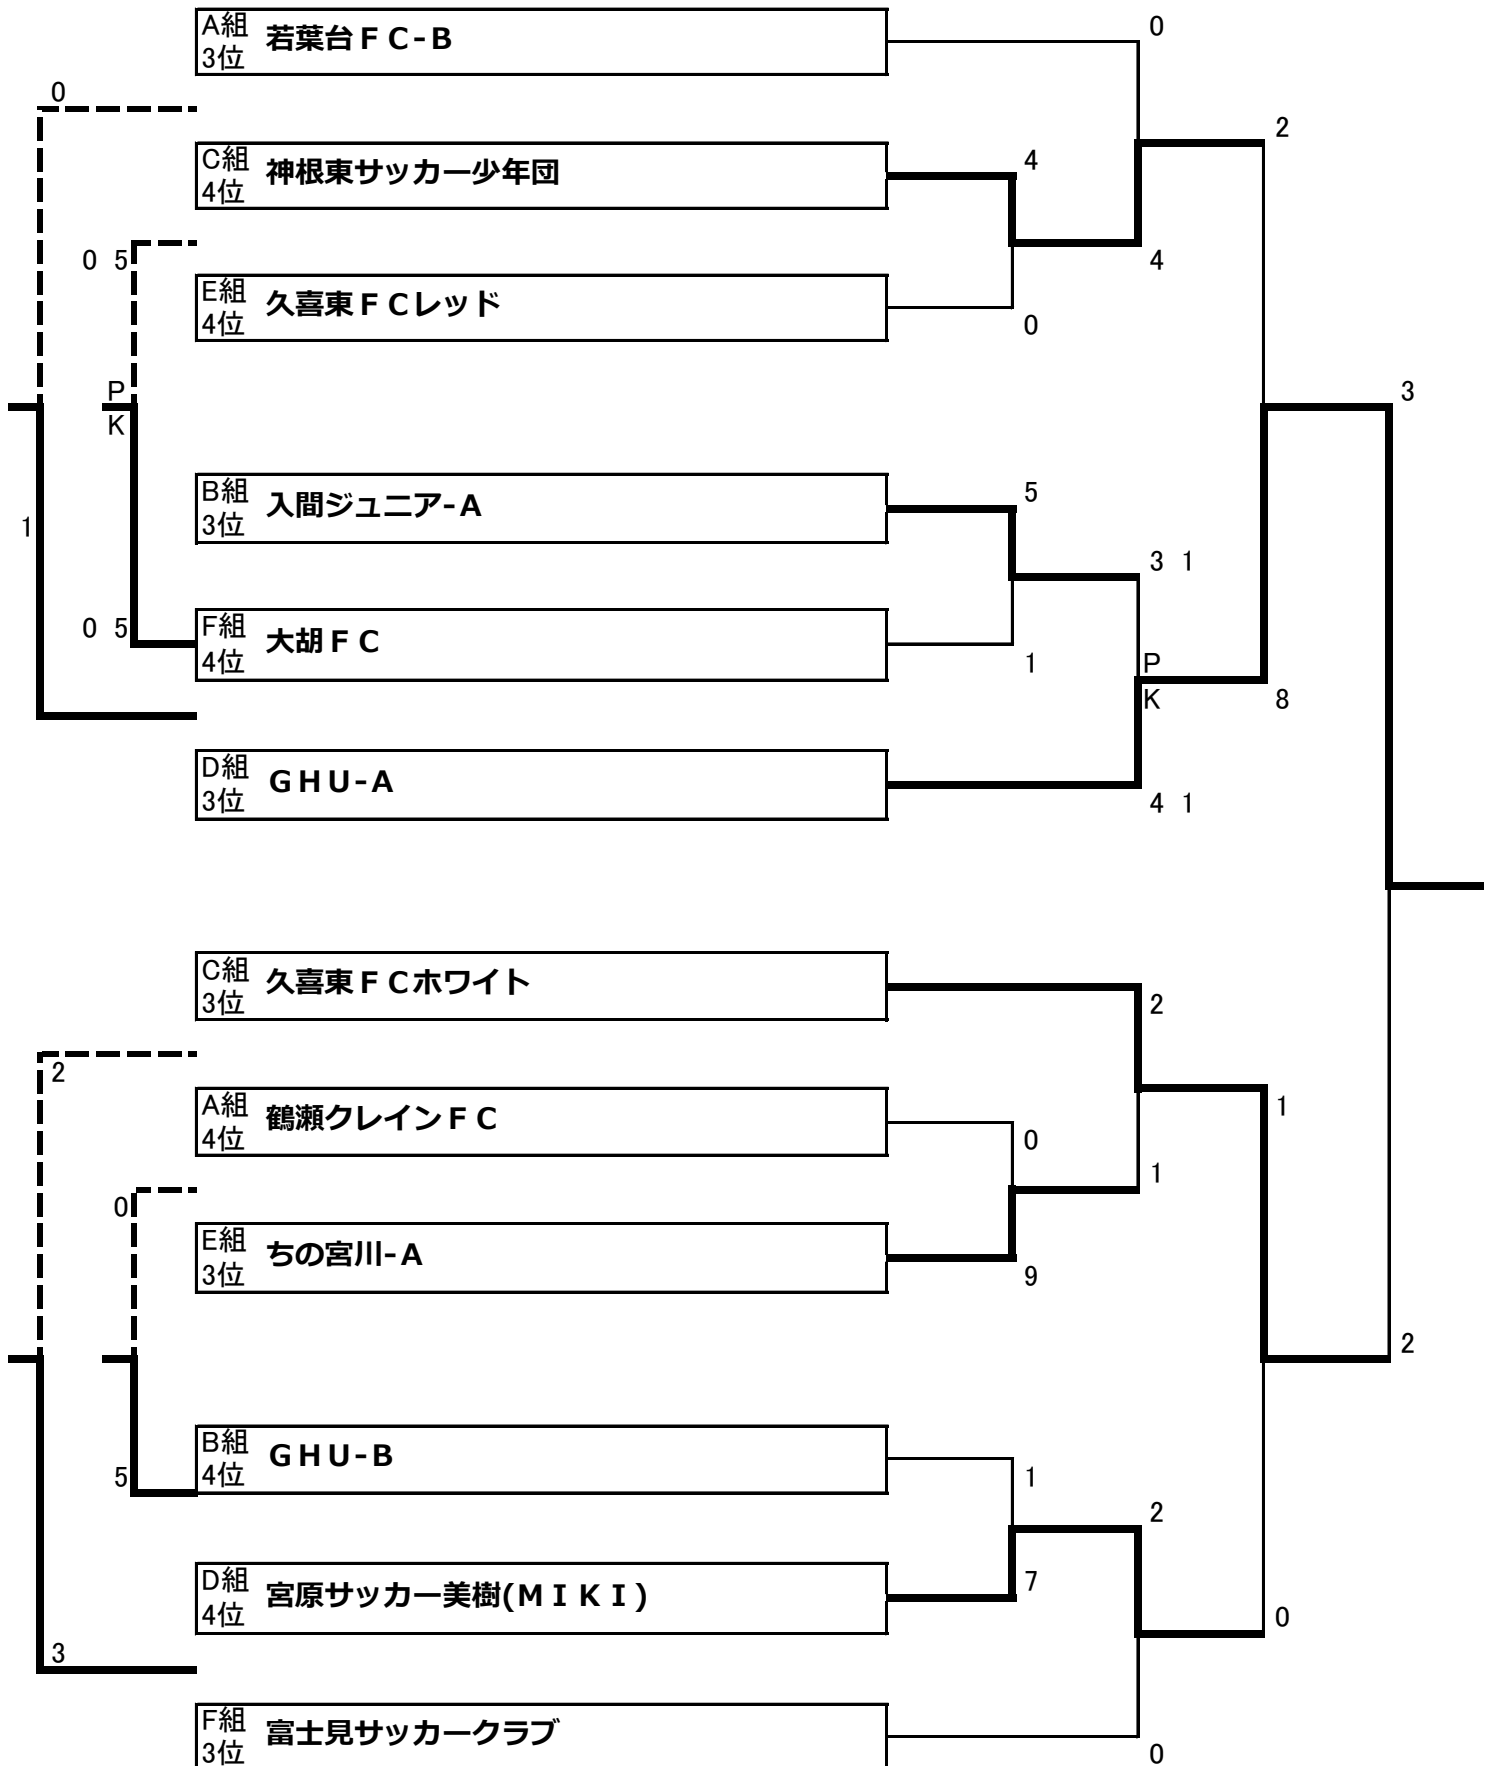 A組
3位
若葉台ＦＣ-Ｂ
0
0
2
C組
4位
神根東サッカー少年団
4
0 5
4
E組
4位
久喜東ＦＣレッド
0
P
K
3
B組
3位
入間ジュニア-Ａ
5
1
3 1
0 5
F組
4位
大胡ＦＣ
1
P
K
8
D組
3位
ＧＨＵ-Ａ
4 1
C組
3位
久喜東ＦＣホワイト
2
2
A組
4位
鶴瀬クレインＦＣ
0
1
1
0
E組
3位
ちの宮川-Ａ
9
2
B組
4位
ＧＨＵ-Ｂ
5
1
2
D組
4位
宮原サッカー美樹(ＭＩＫＩ)
7
0
3
F組
3位
富士見サッカークラブ
0